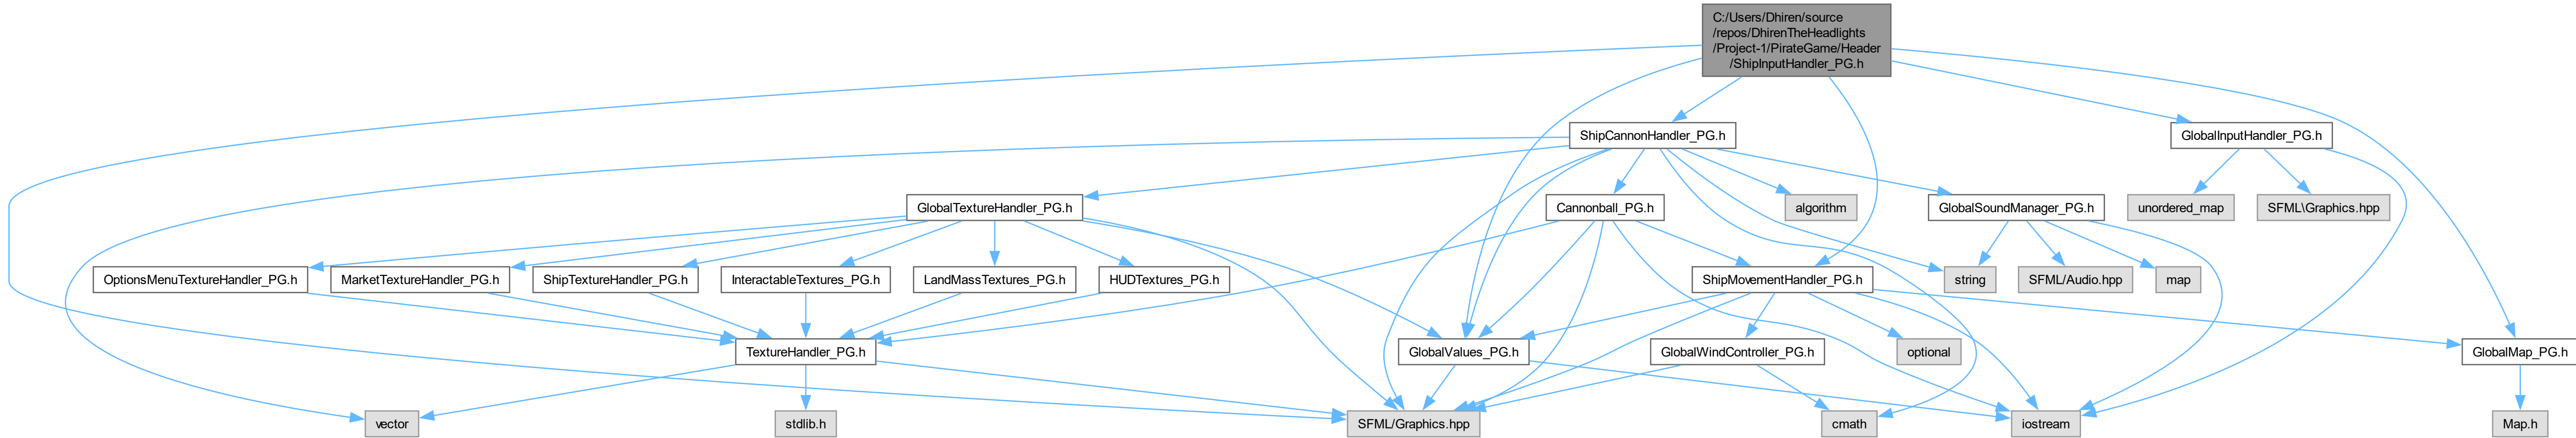 C:/Users/Dhiren/source
/repos/DhirenTheHeadlights
/Project-1/PirateGame/Header
/ShipInputHandler_PG.h
ShipCannonHandler_PG.h
GlobalInputHandler_PG.h
GlobalTextureHandler_PG.h
Cannonball_PG.h
algorithm
GlobalSoundManager_PG.h
unordered_map
SFML\Graphics.hpp
OptionsMenuTextureHandler_PG.h
MarketTextureHandler_PG.h
ShipTextureHandler_PG.h
InteractableTextures_PG.h
LandMassTextures_PG.h
HUDTextures_PG.h
ShipMovementHandler_PG.h
string
SFML/Audio.hpp
map
TextureHandler_PG.h
GlobalValues_PG.h
GlobalWindController_PG.h
optional
GlobalMap_PG.h
vector
stdlib.h
SFML/Graphics.hpp
cmath
iostream
Map.h